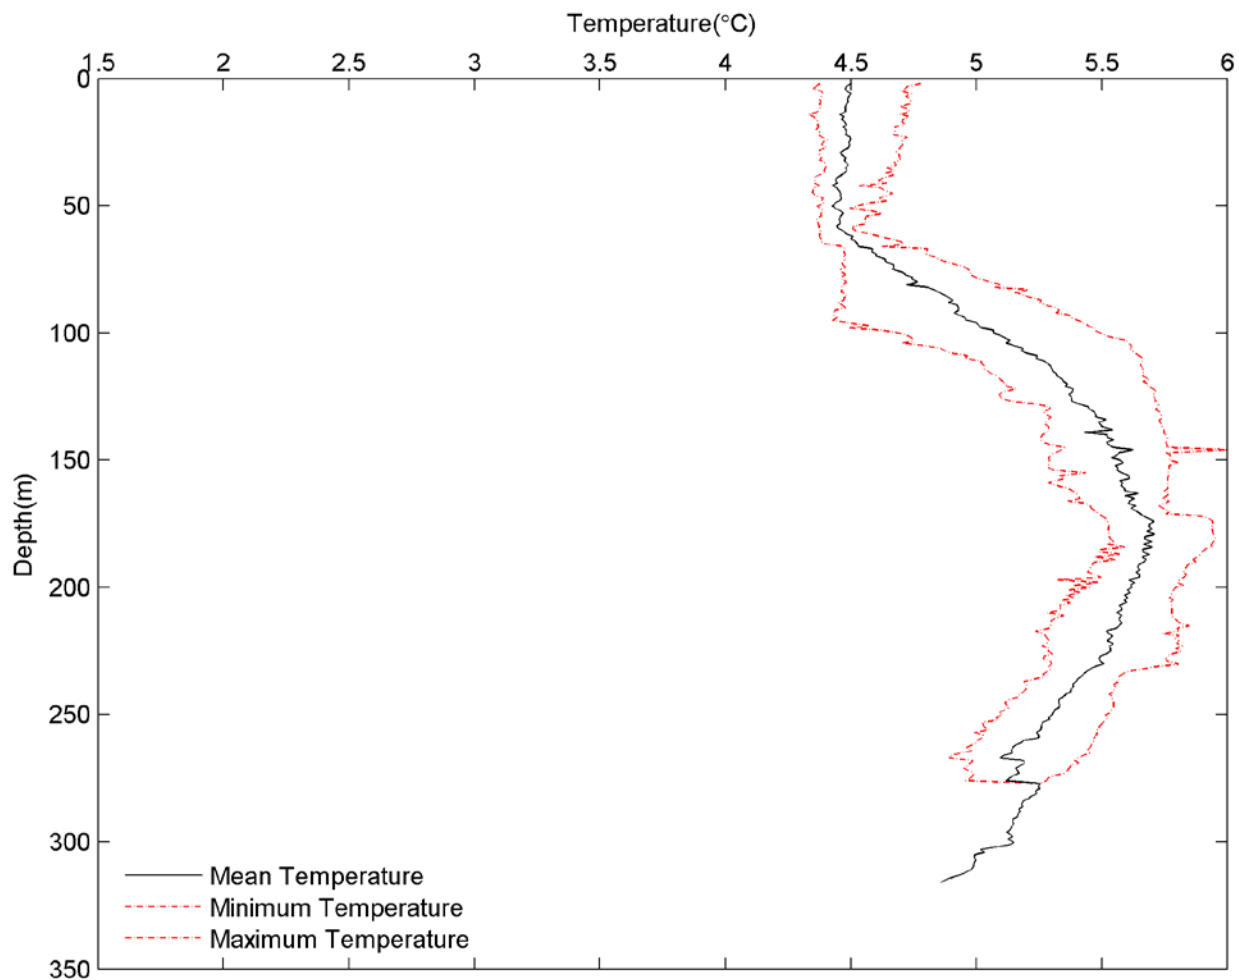 Temperature(°C)
1.5 2 2.5 3 3.5 4 4.5 5 5.5 6
0
50
100
150
200
250
300
350
Depth(m)
Mean Temperature
Minimum Temperature
Maximum Temperature